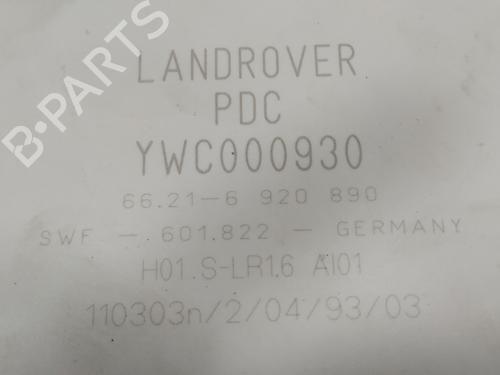 LANDROVER
PDC
YWC000930
66.21-6 920 890
SWF - 601.822 - GERMANY
H01.S-LR1.6 AI01
110303n/2/04/93/03
B-PARTS